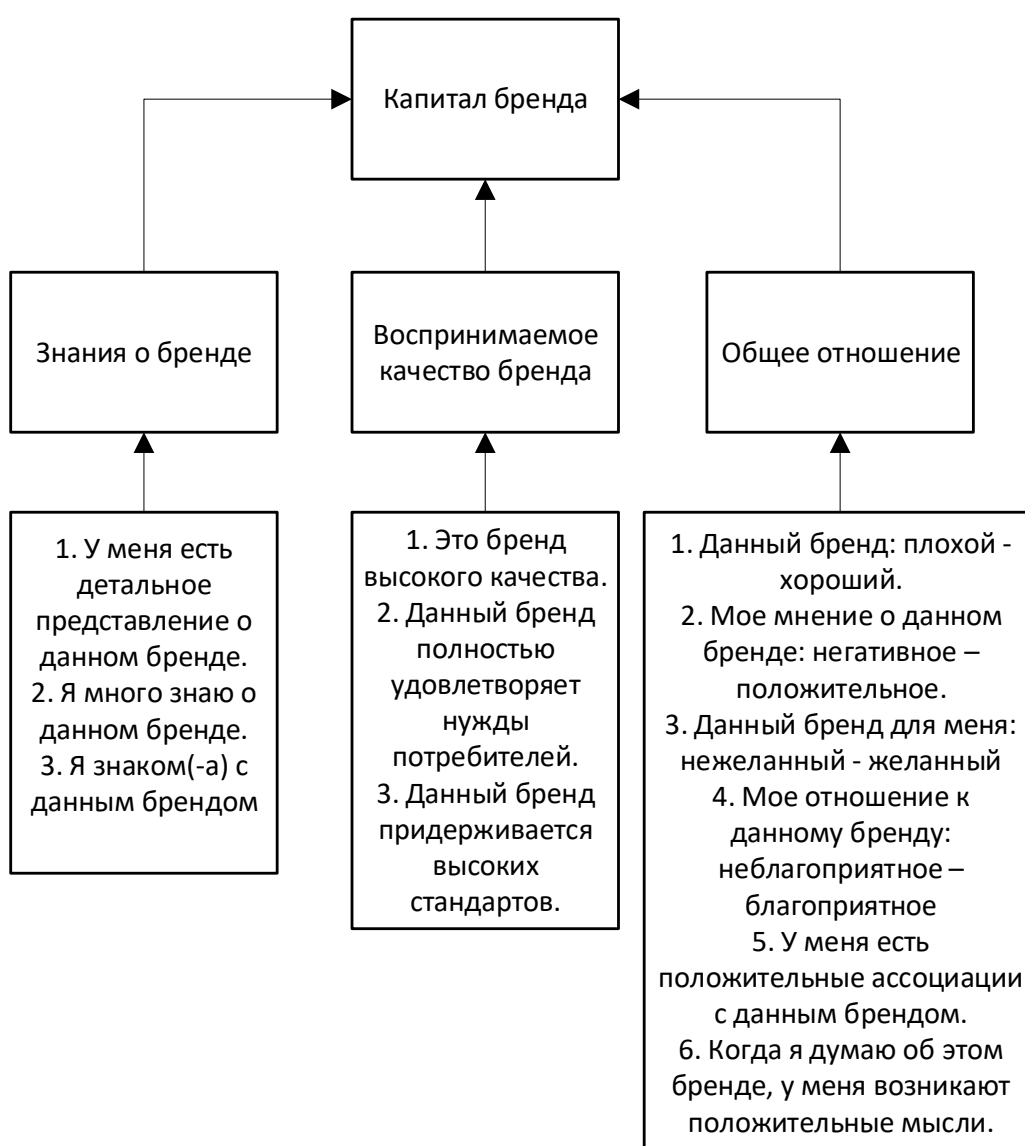 Капитал бренда
Знания о бренде
Воспринимаемое
качество бренда
Общее отношение
1. У меня есть
детальное
представление о
данном бренде.
2. Я много знаю о
данном бренде.
3. Я знаком(-а) с
данным брендом
1. Это бренд
высокого качества.
2. Данный бренд
полностью
удовлетворяет
нужды
потребителей.
3. Данный бренд
придерживается
высоких
стандартов.
1. Данный бренд: плохой -
хороший.
2. Мое мнение о данном
бренде: негативное –
положительное.
3. Данный бренд для меня:
нежеланный - желанный
4. Мое отношение к
данному бренду:
неблагоприятное –
благоприятное
5. У меня есть
положительные ассоциации
с данным брендом.
6. Когда я думаю об этом
бренде, у меня возникают
положительные мысли.